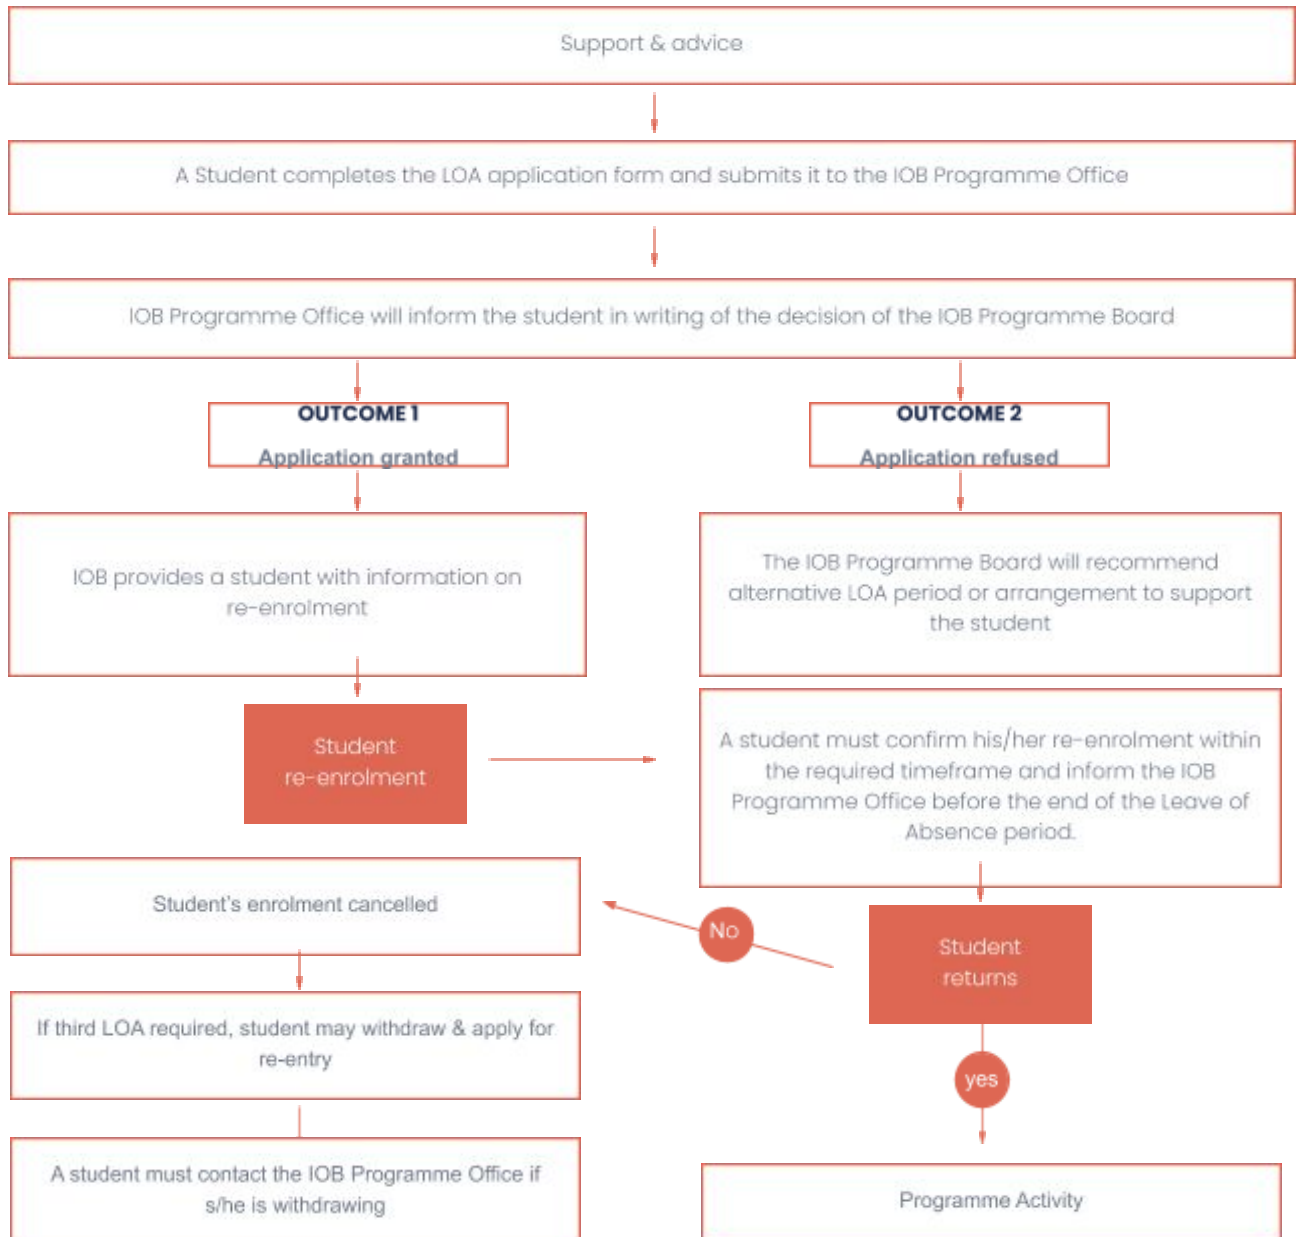 Support & advice
A Student completes the LOA application form and submits it to the IOB Programme Office
IOB Programme Office will inform the student in writing of the decision of the IOB Programme Board
OUTCOME 1
Application granted
OUTCOME 2
Application refused
IOB provides a student with information on
re-enrolment
The IOB Programme Board will recommend
alternative LOA period or arrangement to support
the student
Student
re-enrolment
A student must confirm his/her re-enrolment within
the required timeframe and inform the IOB
Programme Office before the end of the Leave of
Absence period.
Student's enrolment cancelled
No
Student
returns
If third LOA required, student may withdraw & apply for
re-entry
yes
A student must contact the IOB Programme Office if
s/he is withdrawing
Programme Activity